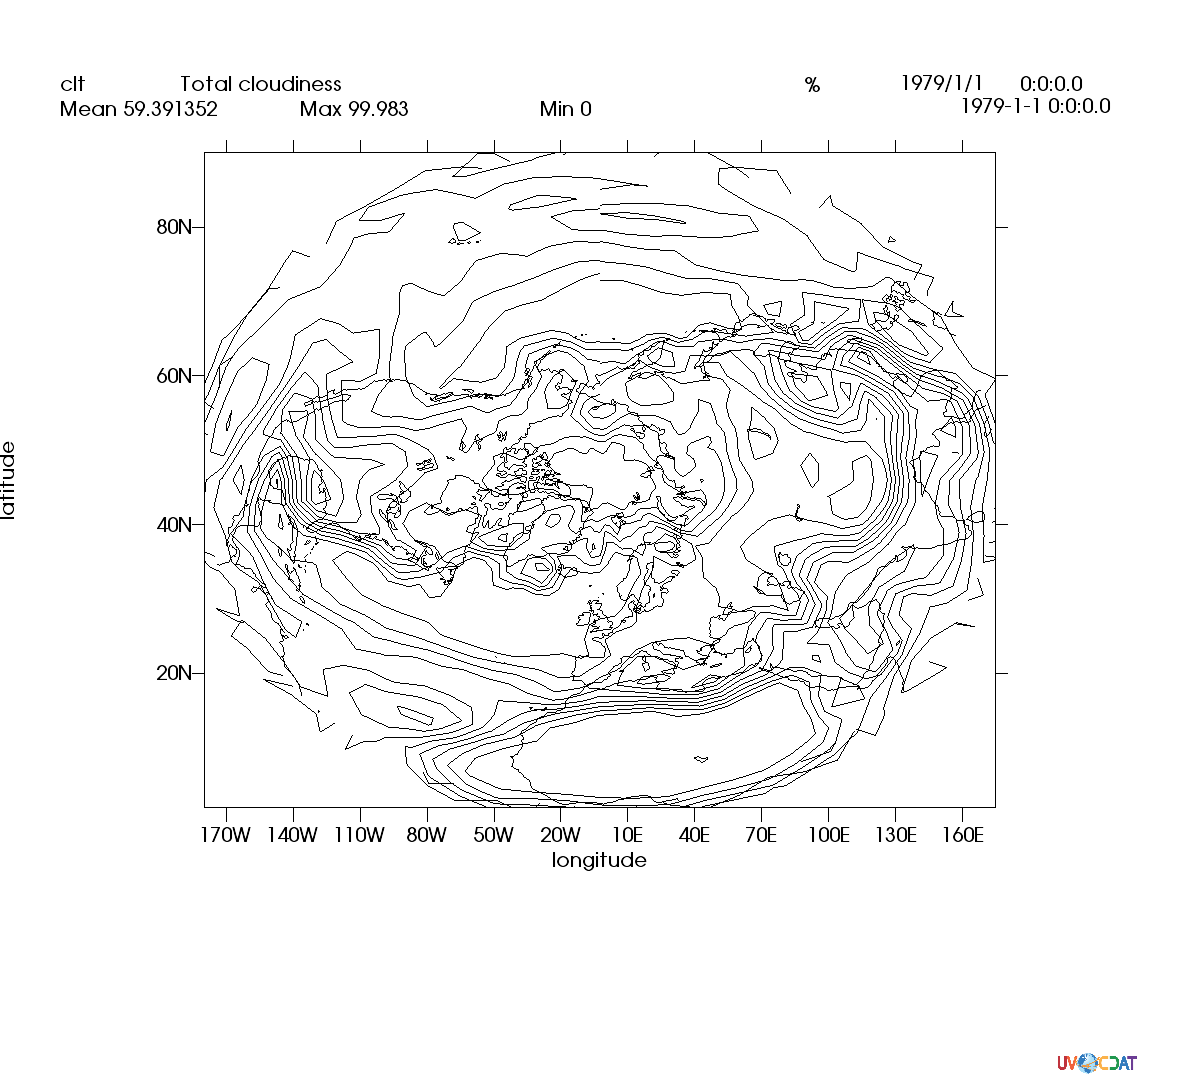 clt Total cloudiness % 1979/1/1 0:0:0.0
Mean 59.391352 Max 99.983 Min 0 1979-1-1 0:0:0.0
80N
60N
latitude
40N
20N
170W 140W 110W 80W 50W 20W 10E 40E 70E 100E 130E 160E
longitude
UV CDAT